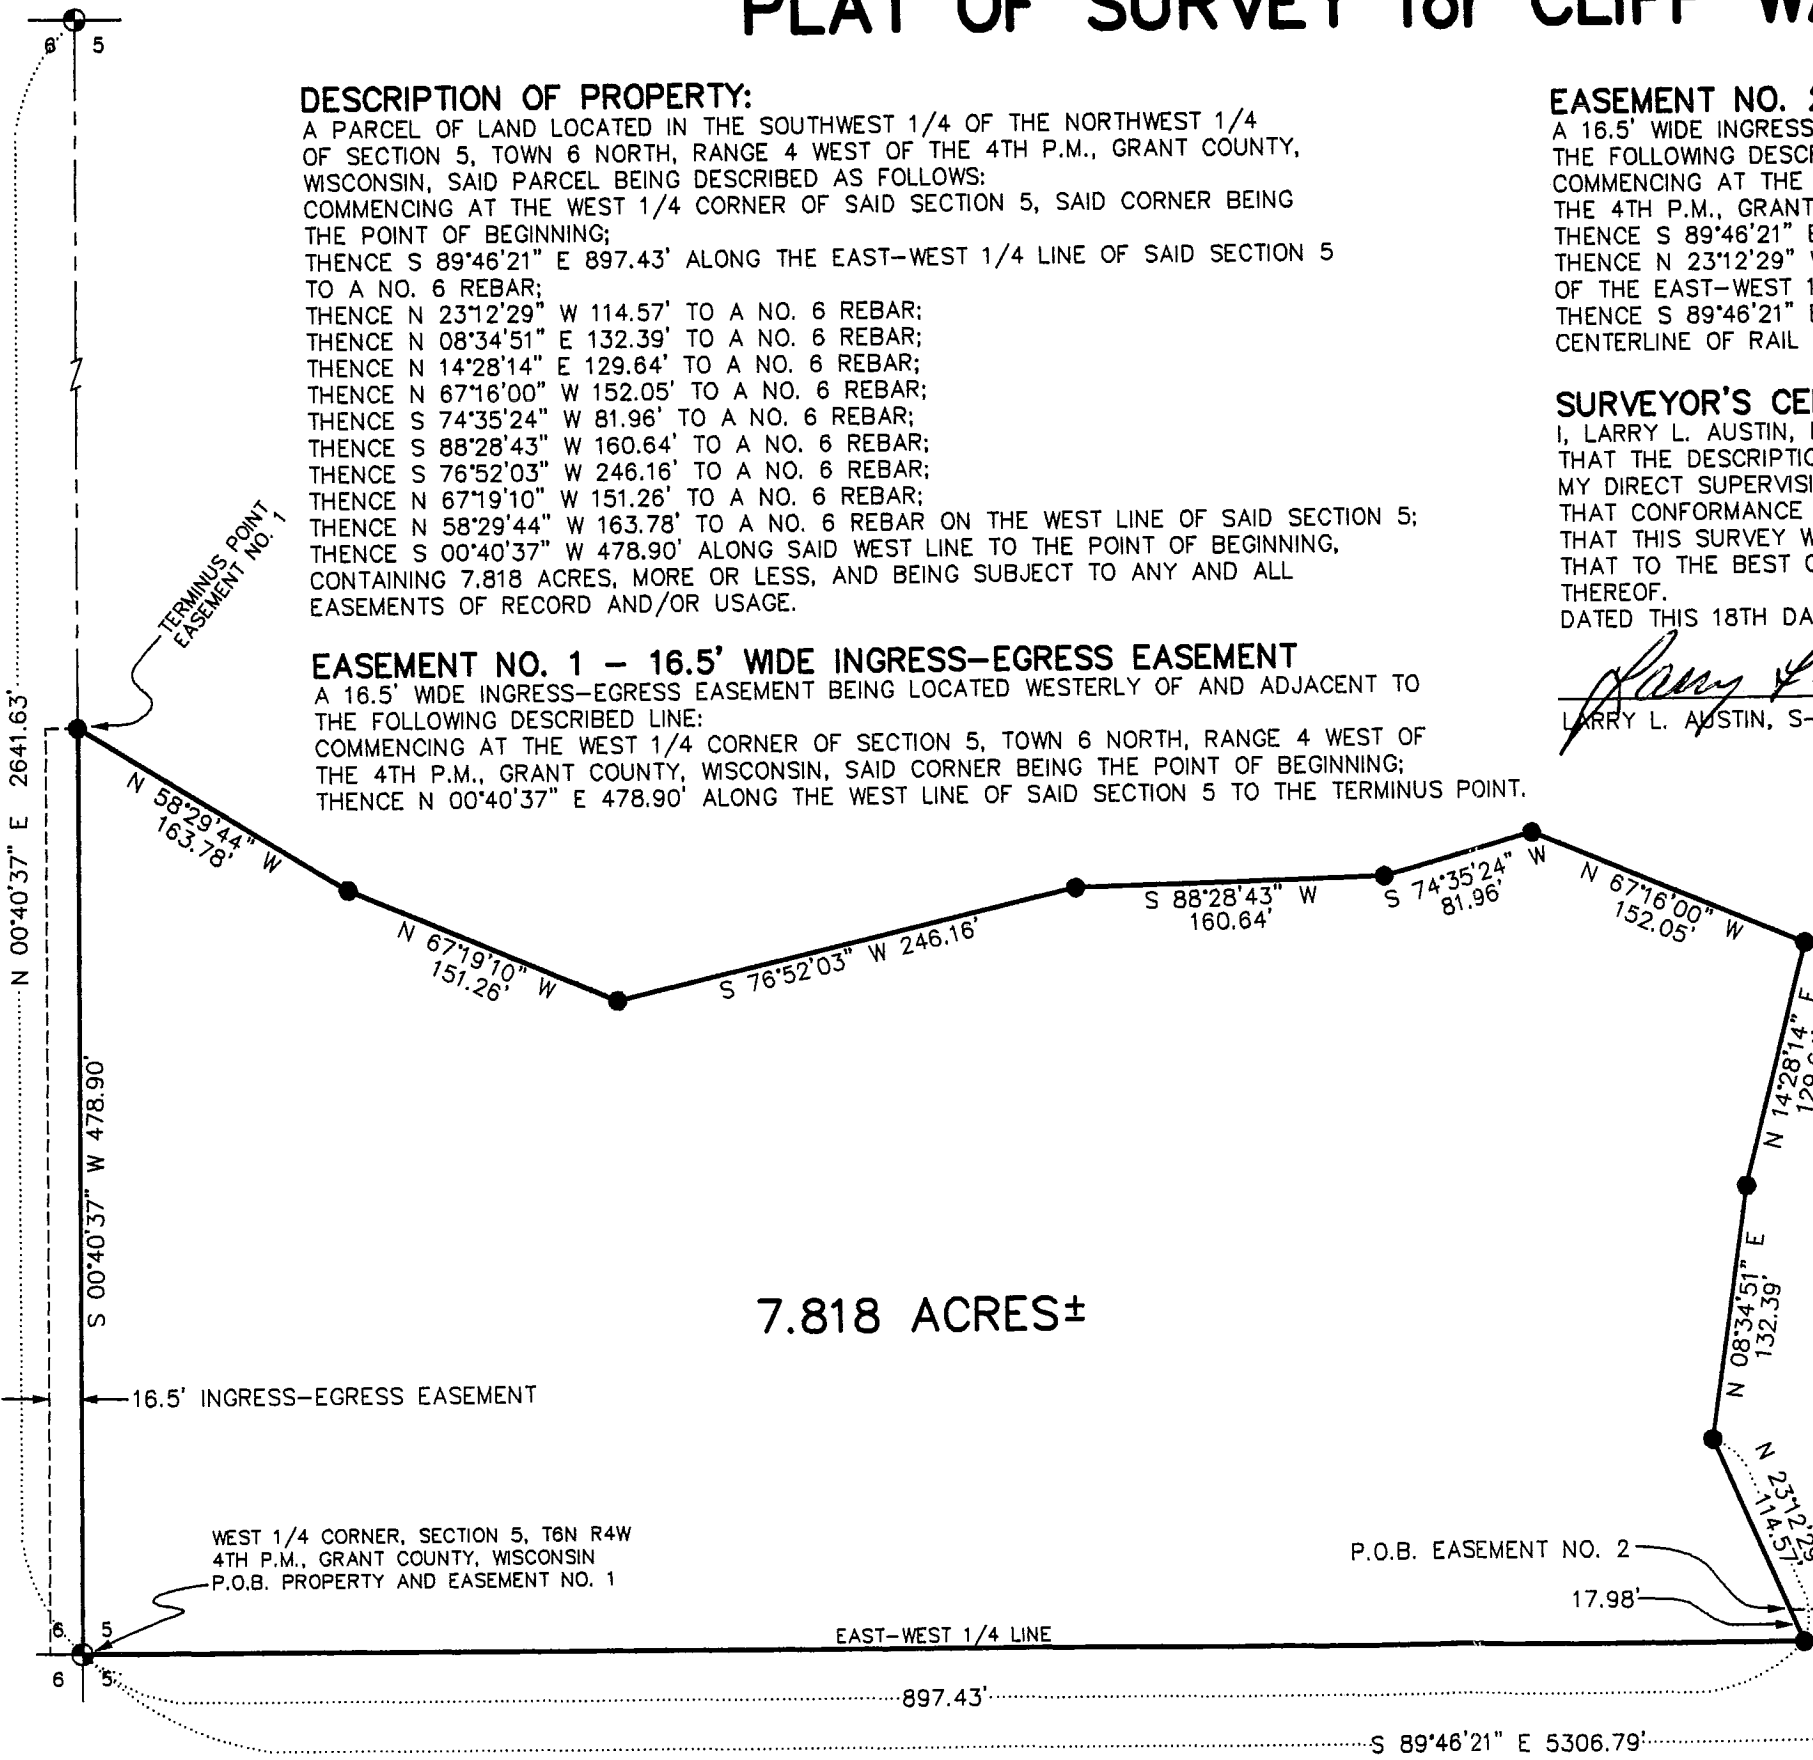 PLAT OF SURVEY for CLIFF
6 5
DESCRIPTION OF PROPERTY:
A PARCEL OF LAND LOCATED IN THE SOUTHWEST 1/4 OF THE NORTHWEST 1/4
OF SECTION 5, TOWN 6 NORTH, RANGE 4 WEST OF THE 4TH P.M., GRANT COUNTY,
WISCONSIN, SAID PARCEL BEING DESCRIBED AS FOLLOWS:
COMMENCING AT THE WEST 1/4 CORNER OF SAID SECTION 5, SAID CORNER BEING
THE POINT OF BEGINNING;
THENCE S 89°46'21" E 897.43' ALONG THE EAST-WEST 1/4 LINE OF SAID SECTION 5
TO A NO. 6 REBAR;
THENCE N 23°12'29" W 114.57' TO A NO. 6 REBAR;
THENCE N 08°34'51" E 132.39' TO A NO. 6 REBAR;
THENCE N 14°28'14" E 129.64' TO A NO. 6 REBAR;
THENCE N 67°16'00" W 152.05' TO A NO. 6 REBAR;
THENCE S 74°35'24" W 81.96' TO A NO. 6 REBAR;
THENCE S 88°28'43" W 160.64' TO A NO. 6 REBAR;
THENCE S 76°52'03" W 246.16' TO A NO. 6 REBAR;
THENCE N 67°19'10" W 151.26' TO A NO. 6 REBAR;
THENCE N 58°29'44" W 163.78' TO A NO. 6 REBAR ON THE WEST LINE OF SAID SECTION 5;
THENCE S 00°40'37" W 478.90' ALONG SAID WEST LINE TO THE POINT OF BEGINNING,
CONTAINING 7.818 ACRES, MORE OR LESS, AND BEING SUBJECT TO ANY AND ALL
EASEMENTS OF RECORD AND/OR USAGE.
EASEMENT NO. 1 - 16.5' WIDE INGRESS-EGRESS EASEMENT
A 16.5' WIDE INGRESS-EGRESS EASEMENT BEING LOCATED WESTERLY OF AND ADJACENT TO
THE FOLLOWING DESCRIBED LINE:
COMMENCING AT THE WEST 1/4 CORNER OF SECTION 5, TOWN 6 NORTH, RANGE 4 WEST OF
THE 4TH P.M., GRANT COUNTY, WISCONSIN, SAID CORNER BEING THE POINT OF BEGINNING;
THENCE N 00°40'37" E 478.90' ALONG THE WEST LINE OF SAID SECTION 5 TO THE TERMINUS POINT.
EASEMENT NO. 2
A 16.5' WIDE INGRESS
THE FOLLOWING
COMMENCING AT THE
THE 4TH P.M., GRANT
THENCE S 89°46'21" E
THENCE N 23°12'29" W
OF THE EAST-WEST 1
THENCE S 89°46'21" E
CENTERLINE OF RAIL
SURVEYOR'S
I, LARRY L. AUSTIN,
THAT THE
MY DIRECT
THAT CONFORMANCE
THAT THIS SURVEY
THAT TO THE BEST
THEREOF.
DATED THIS 18TH
Larry L.
LARRY L. AUSTIN, S-
TERMINUS POINT
EASEMENT NO. 1
N 00°40'37" E 2641.63'
N 58°29'44" W
163.78'
N 67°19'10" W
151.26'
S 76°52'03" W 246.16'
S 88°28'43" W
160.64'
S 74°35'24" W
81.96'
N 67°16'00" W
152.05'
N 14°28'14" E
S 00°40'37" W 478.90'
N 08°34'51" E
132.39'
7.818 ACRES±
16.5' INGRESS-EGRESS EASEMENT
N 23°12'29
114.57'
WEST 1/4 CORNER, SECTION 5, T6N R4W
4TH P.M., GRANT COUNTY, WISCONSIN
P.O.B. PROPERTY AND EASEMENT NO. 1
P.O.B. EASEMENT NO. 2
17.98'
6 5
EAST-WEST 1/4 LINE
6 5
897.43'
S 89°46'21" E 5306.79'